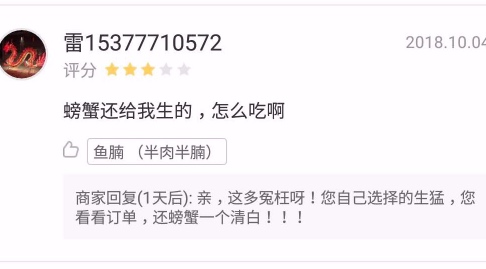 雷15377710572
2018.10.04
评分
螃蟹还给我生的，怎么吃啊
鱼腩 （半肉半腩）
商家回复(1天后): 亲，这多冤枉呀！您自己选择的生猛，您
看看订单，还螃蟹一个清白！！！